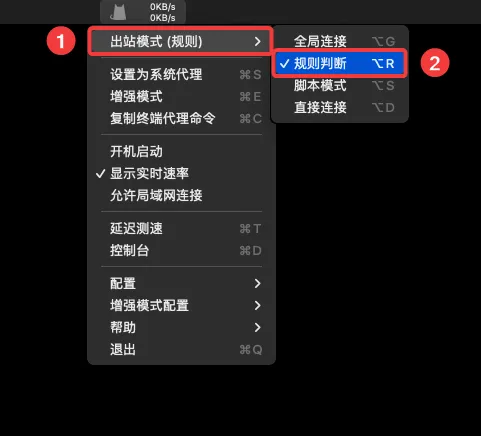 0KB/s
0KB/s
1
出站模式 (规则)
设置为系统代理 ⌘S
增强模式 ⌘E
复制终端代理命令 ⌘C
开机启动
✓ 显示实时速率
允许局域网连接
延迟测速 ⌘T
控制台 ⌘D
配置
增强模式配置
帮助
退出 ⌘Q
全局连接 ⌥G
✓ 规则判断 ⌥R
2
脚本模式 ⌥S
直接连接 ⌥D